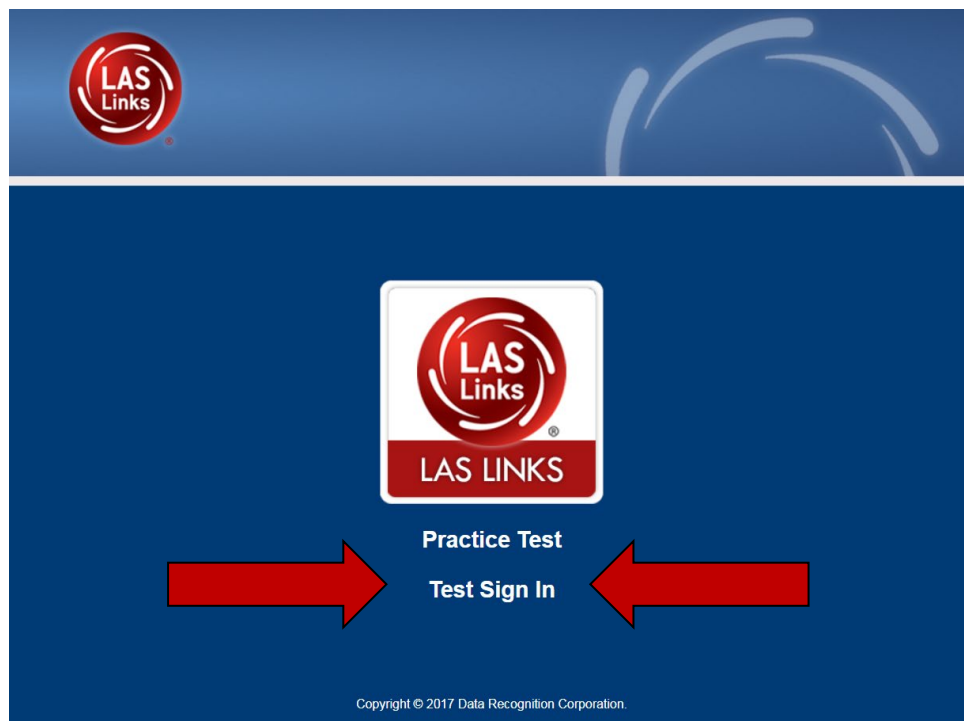 LAS
Links
®
LAS
Links
®
LAS LINKS
Practice Test
Test Sign In
Copyright © 2017 Data Recognition Corporation.